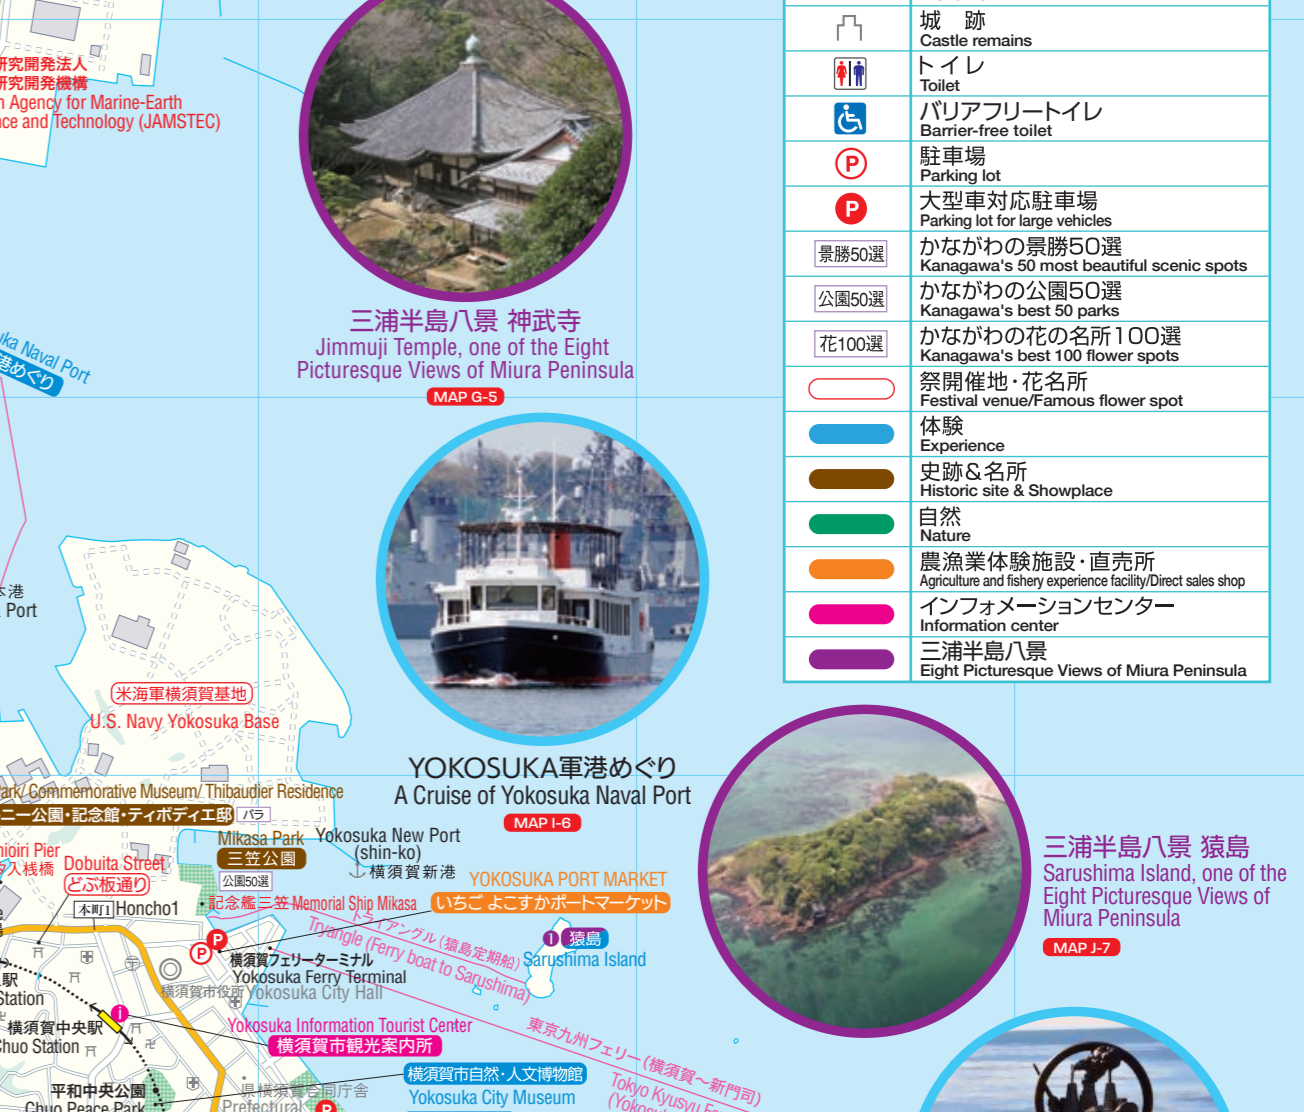 研究開発法人
研究開発機構
Agency for Marine-Earth
and Technology (JAMSTEC)
三浦半島八景 神武寺
Jimmuji Temple, one of the Eight
Picturesque Views of Miura Peninsula
MAP G-5
城 跡
Castle remains
トイレ
Toilet
バリアフリートイレ
Barrier-free toilet
P
駐車場
Parking lot
P
大型車対応駐車場
Parking lot for large vehicles
景勝50選
かながわの景勝50選
Kanagawa's 50 most beautiful scenic spots
公園50選
かながわの公園50選
Kanagawa's best 50 parks
花100選
かながわの花の名所100選
Kanagawa's best 100 flower spots
祭開催地・花名所
Festival venue/Famous flower spot
体験
Experience
史跡&名所
Historic site & Showplace
自然
Nature
農漁業体験施設・直売所
Agriculture and fishery experience facility/Direct sales shop
インフォメーションセンター
Information center
三浦半島八景
Eight Picturesque Views of Miura Peninsula
Naval Port
港めぐり
港
Port
米海軍横須賀基地
U.S. Navy Yokosuka Base
YOKOSUKA軍港めぐり
A Cruise of Yokosuka Naval Port
MAP I-6
三浦半島八景 猿島
Sarushima Island, one of the
Eight Picturesque Views of
Miura Peninsula
MAP J-7
Park/ Commemorative Museum/ Thibaudier Residence
ニー公園・記念館・ティボディエ邸
バラ
Mikasa Park
三笠公園
公園50選
Yokosuka New Port
(shin-ko)
横須賀新港
Pier
入桟橋
Dobuita Street
どぶ板通り
本町1
Honcho1
記念艦三笠
Memorial Ship Mikasa
YOKOSUKA PORT MARKET
いちご よこすかポートマーケット
トライアングル(猿島定期船)
Tryangle (Ferry boat to Sarushima)
1
猿島
Sarushima Island
P
P
横須賀フェリーターミナル
Yokosuka Ferry Terminal
横須賀市役所
Yokosuka City Hall
駅
Station
i
横須賀中央駅
Chuo Station
Yokosuka Information Tourist Center
横須賀市観光案内所
東京九州フェリー(横須賀〜新門司)
Tokyo Kyusyu
横須賀市自然・人文博物館
Yokosuka City Museum
平和中央公園
Chuo Peace Park
県横須賀合同庁舎
Prefectural
P